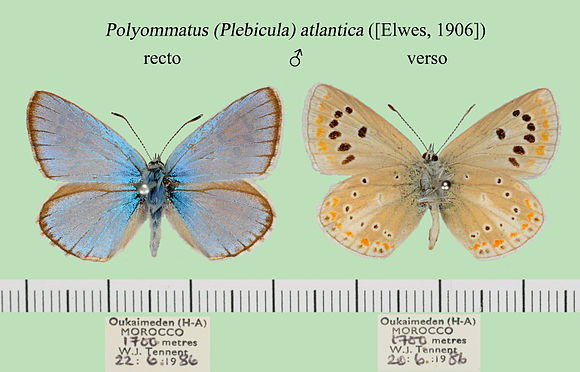 Polyommatus (Plebicula) atlantica ([Elwes, 1906])
recto ♂ verso
Oukaimeden (H-A)
MOROCCO
1700 metres
W.J. Tennent
22: 6.:1986
Oukaimeden (H-A)
MOROCCO
1700 metres
W.J. Tennent
20: 6.:1986